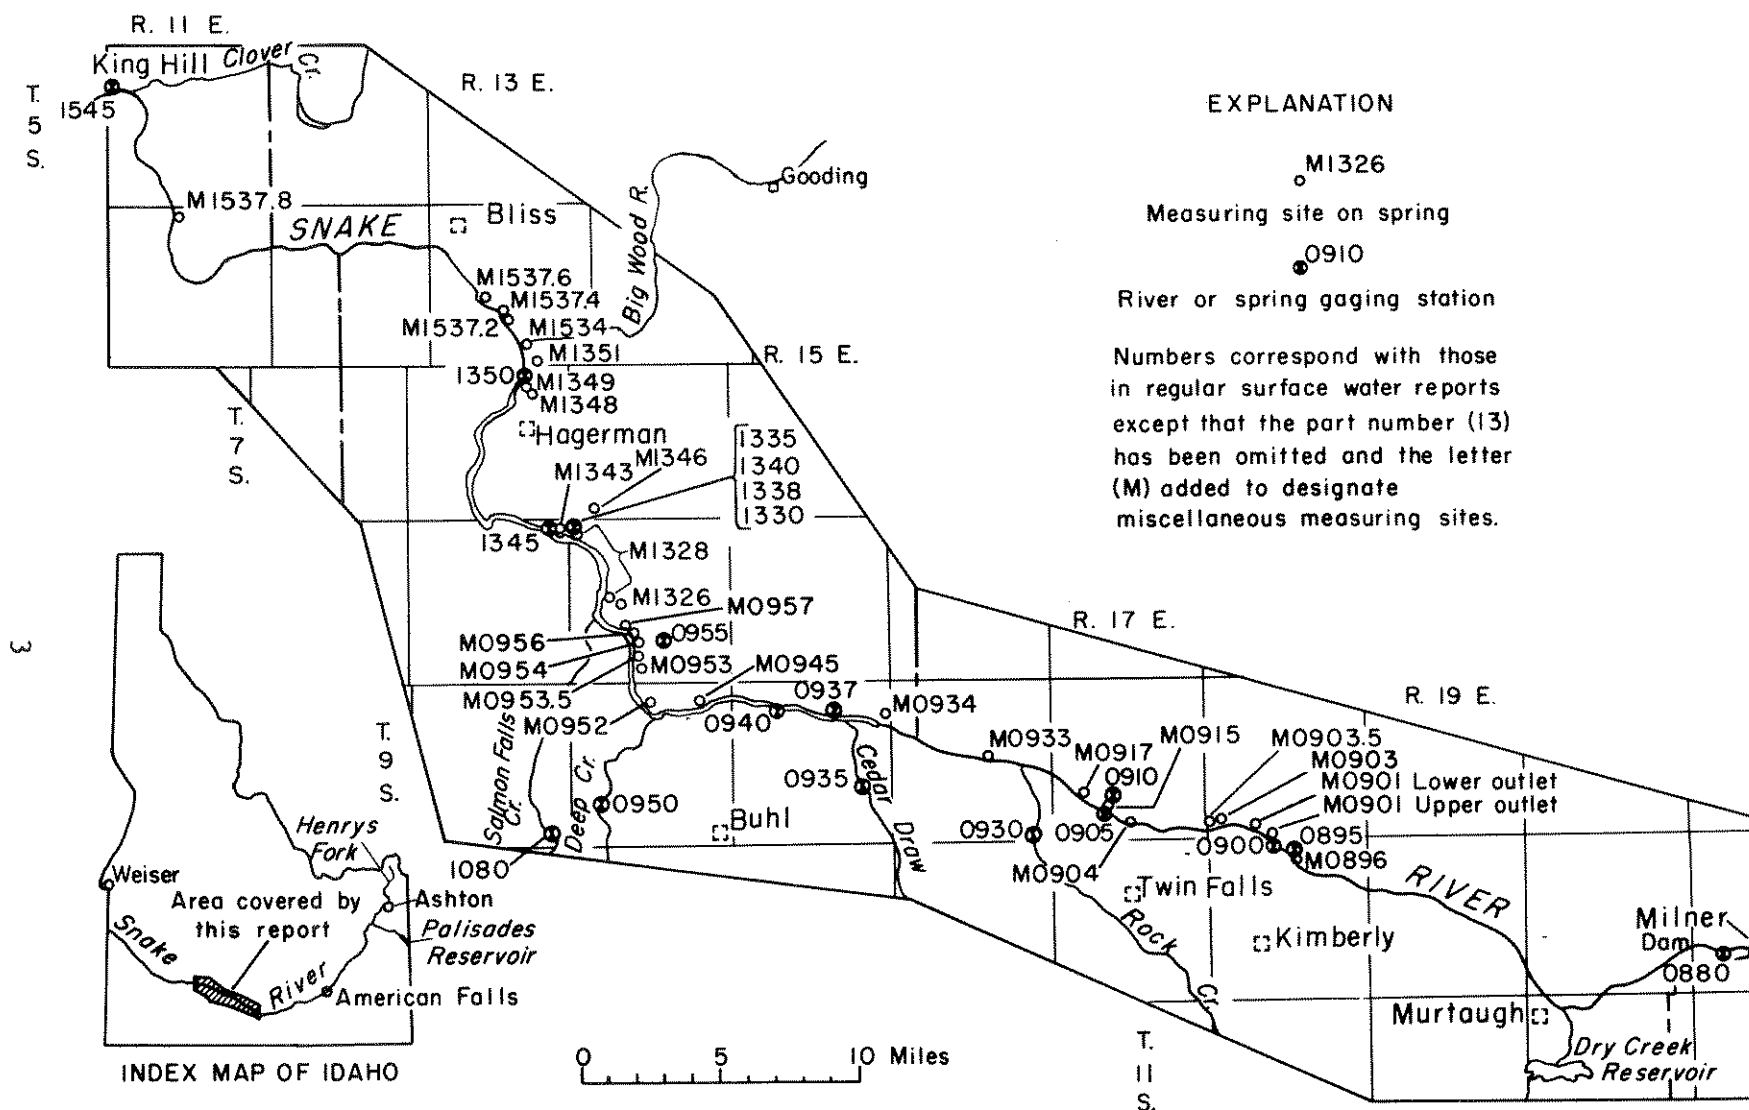 R. 11 E.
King Hill
Clover
Cr.
R. 13 E.
T.
5
S.
1545
EXPLANATION
M1326
Measuring site on spring
0910
River or spring gaging station
Numbers correspond with those
in regular surface water reports
except that the part number (13)
has been omitted and the letter
(M) added to designate
miscellaneous measuring sites.
Gooding
Big Wood R.
M1537.8
SNAKE
Bliss
M1537.6
M1537.4
M1537.2
M1534
M1351
R. 15 E.
1350
M1349
M1348
Hagerman
T.
7
S.
M1343
M1346
1335
1340
1338
1330
1345
M1328
M1326
M0957
M0956
0955
M0954
M0953
M0953.5
M0945
M0952
0937
0940
M0934
R. 17 E.
R. 19 E.
M0933
M0917
M0915
0910
M0903.5
M0903
M0901 Lower outlet
M0901 Upper outlet
T.
9
S.
Salmon Falls
Cr.
Deep Cr.
0950
0935
Cedar
Draw
Buhl
1080
0930
0905
M0904
0900
0895
M0896
Twin Falls
RIVER
Rock
Cr.
Kimberly
Milner
Dam
0880
Murtaugh
Dry Creek
Reservoir
T.
11
S.
3
Henrys
Fork
Weiser
Area covered by
this report
Ashton
Palisades
Reservoir
Snake
River
American Falls
INDEX MAP OF IDAHO
0 5 10 Miles